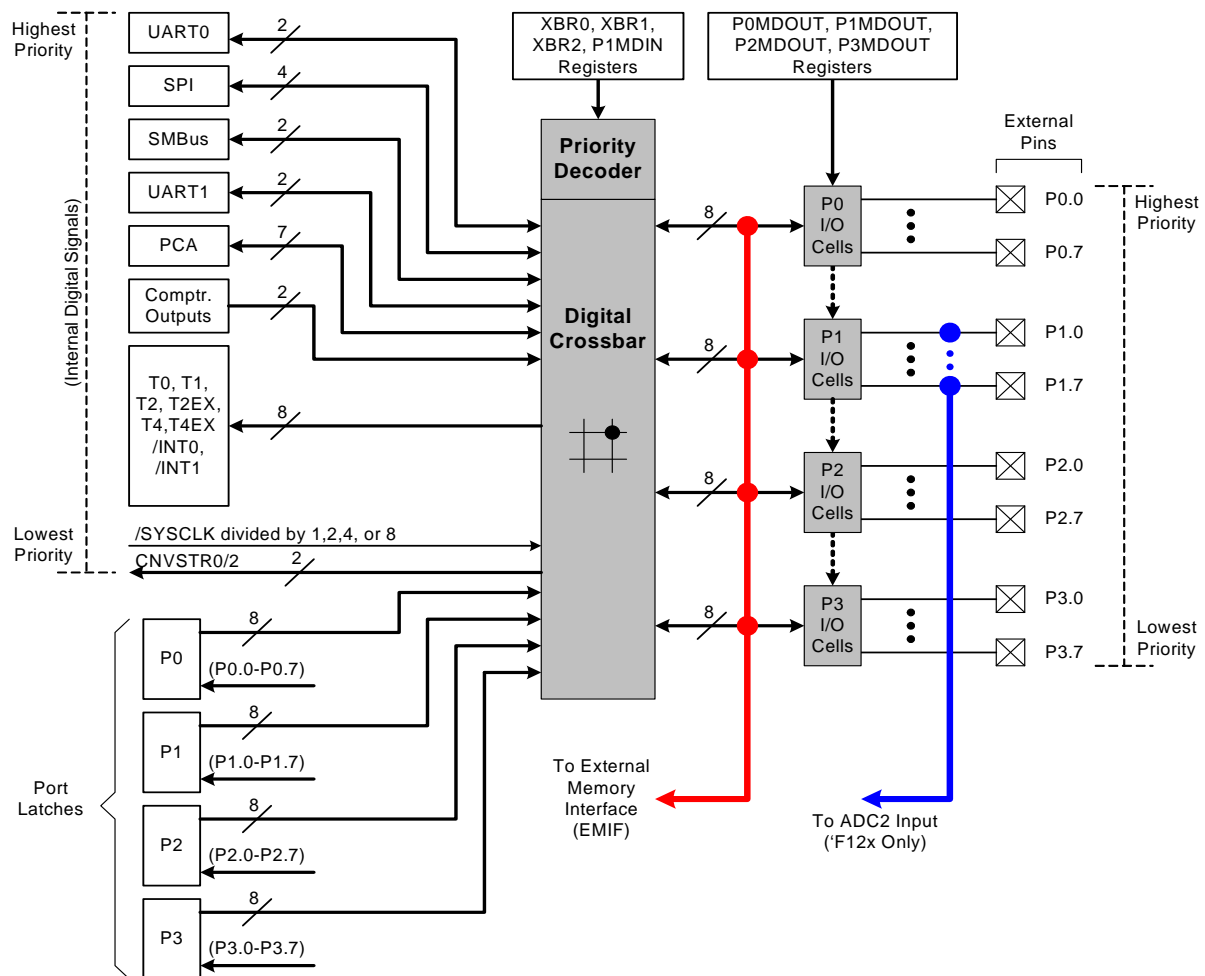 Highest
Priority
(Internal Digital Signals)
Lowest
Priority
UART0
2
SPI
4
SMBus
2
UART1
2
PCA
7
Comptr.
Outputs
2
T0, T1,
T2, T2EX,
T4,T4EX
/INT0,
/INT1
8
/SYSCLK divided by 1,2,4, or 8
CNVSTR0/2
2
Port
Latches
P0
8
(P0.0-P0.7)
P1
8
(P1.0-P1.7)
P2
8
(P2.0-P2.7)
P3
8
(P3.0-P3.7)
XBR0, XBR1,
XBR2, P1MDIN
Registers
Priority
Decoder
Digital
Crossbar
P0MDOUT, P1MDOUT,
P2MDOUT, P3MDOUT
Registers
External
Pins
8
P0
I/O
Cells
P0.0
P0.7
8
P1
I/O
Cells
P1.0
P1.7
8
P2
I/O
Cells
P2.0
P2.7
8
P3
I/O
Cells
P3.0
P3.7
Highest
Priority
Lowest
Priority
To External
Memory
Interface
(EMIF)
To ADC2 Input
(‘F12x Only)